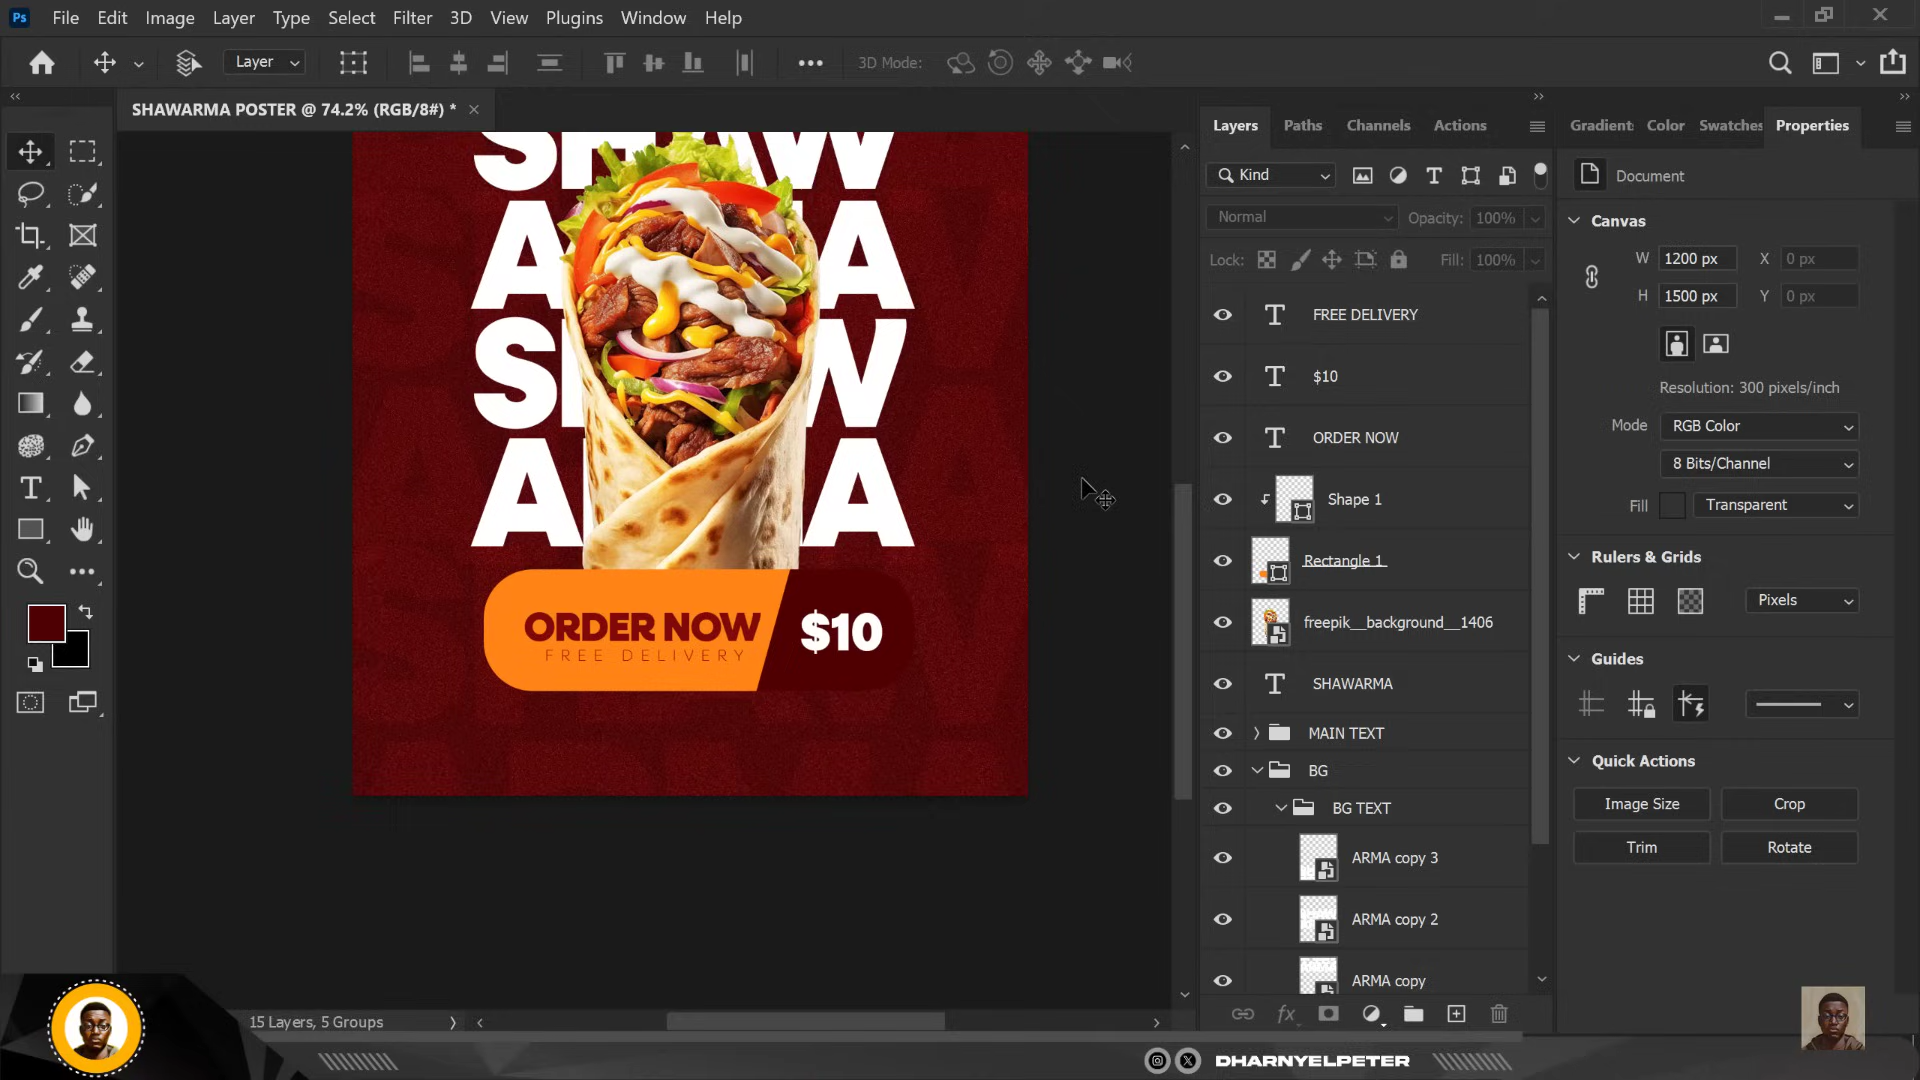 Ps File Edit Image Layer Type Select Filter 3D View Plugins Window Help
Layer
3D Mode:
SHAWARMA POSTER @ 74.2% (RGB/8#) *
SHAW
ARMA
SHAW
ARMA
ORDER NOW
FREE DELIVERY
$10
Layers Paths Channels Actions
Kind
Normal Opacity: 100%
Lock: Fill: 100%
FREE DELIVERY
$10
ORDER NOW
Shape 1
Rectangle 1
freepik__background__1406
SHAWARMA
MAIN TEXT
BG
BG TEXT
ARMA copy 3
ARMA copy 2
ARMA copy
Gradient: Color Swatches Properties
Document
Canvas
W 1200 px X 0 px
H 1500 px Y 0 px
Resolution: 300 pixels/inch
Mode RGB Color
8 Bits/Channel
Fill Transparent
Rulers & Grids
Pixels
Guides
Quick Actions
Image Size Crop
Trim Rotate
15 Layers, 5 Groups
DHARNYELPETER